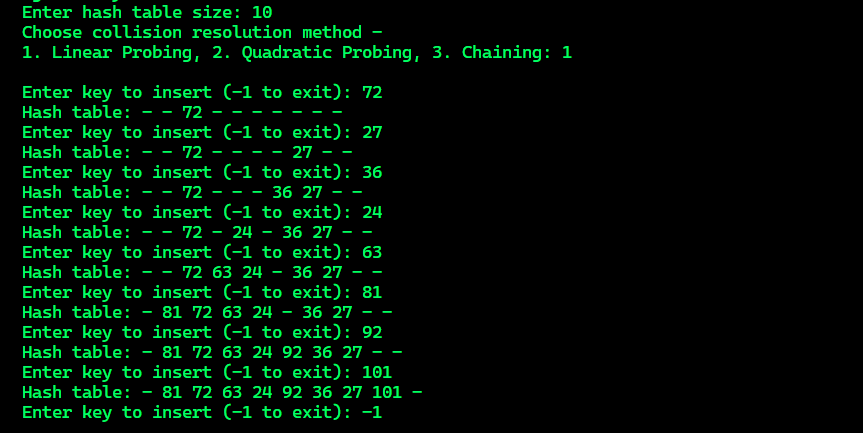 Enter hash table size: 10
Choose collision resolution method -
1. Linear Probing, 2. Quadratic Probing, 3. Chaining: 1
Enter key to insert (-1 to exit): 72
Hash table: - - 72 - - - - - - -
Enter key to insert (-1 to exit): 27
Hash table: - - 72 - - - - 27 - -
Enter key to insert (-1 to exit): 36
Hash table: - - 72 - - - 36 27 - -
Enter key to insert (-1 to exit): 24
Hash table: - - 72 - 24 - 36 27 - -
Enter key to insert (-1 to exit): 63
Hash table: - - 72 63 24 - 36 27 - -
Enter key to insert (-1 to exit): 81
Hash table: - 81 72 63 24 - 36 27 - -
Enter key to insert (-1 to exit): 92
Hash table: - 81 72 63 24 92 36 27 - -
Enter key to insert (-1 to exit): 101
Hash table: - 81 72 63 24 92 36 27 101 -
Enter key to insert (-1 to exit): -1